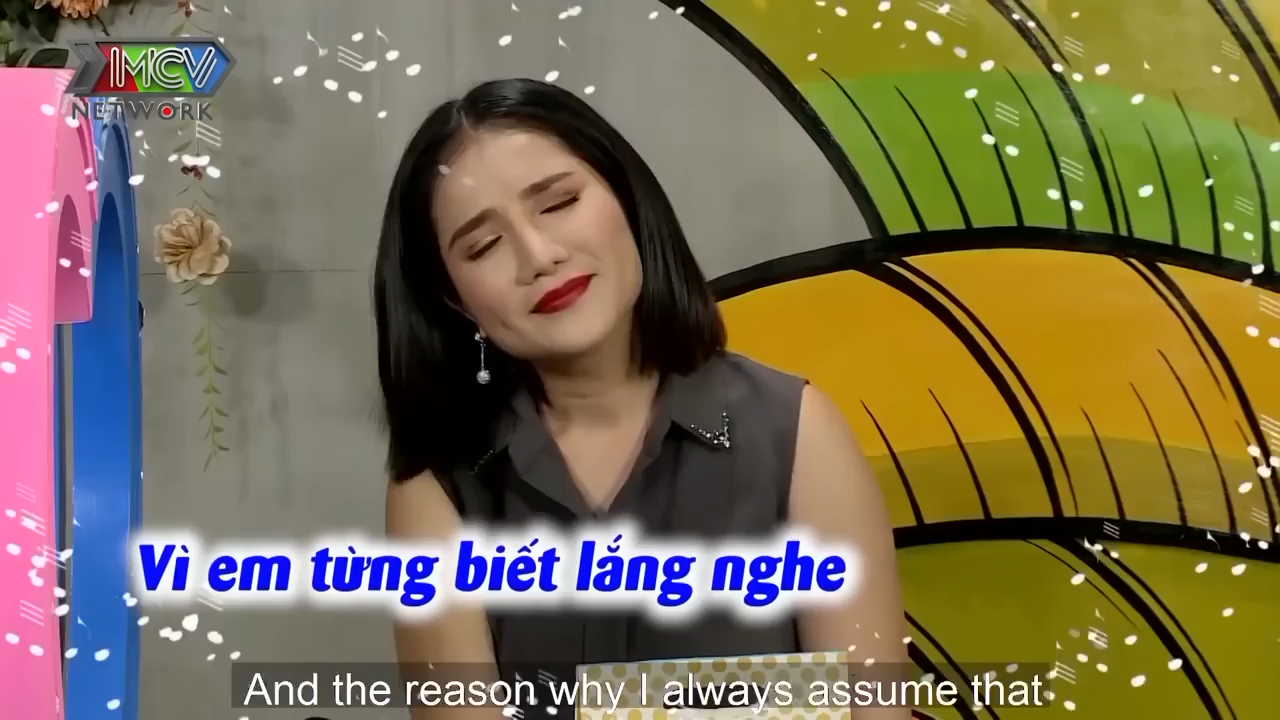 MCV
NETWORK
Vì em từng biết lắng nghe
And the reason why I always assume that